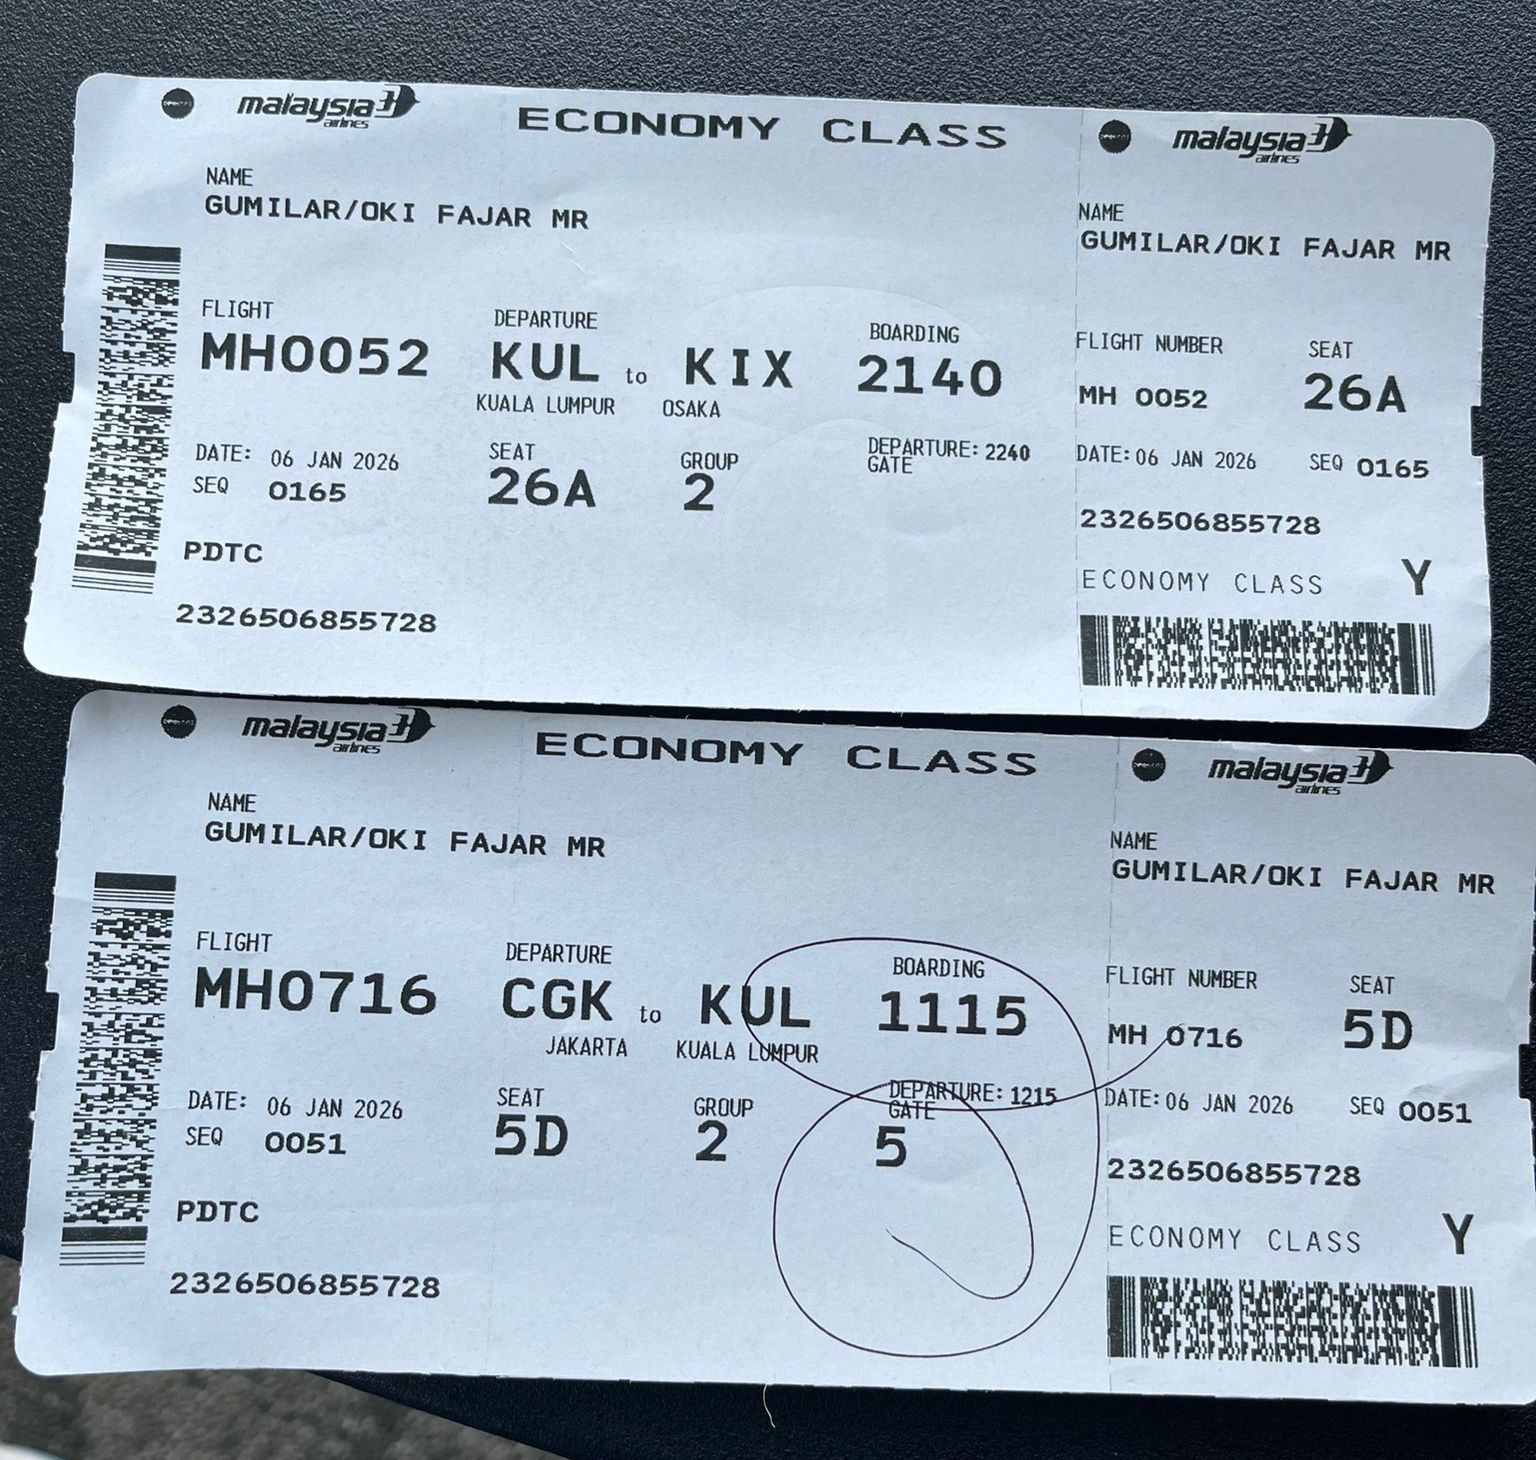 malaysia airlines
ECONOMY CLASS
NAME
GUMILAR/OKI FAJAR MR
FLIGHT
MH0052
DEPARTURE
KUL to KIX
KUALA LUMPUR OSAKA
BOARDING
2140
DATE: 06 JAN 2026
SEQ 0165
SEAT
26A
GROUP
2
DEPARTURE: 2240
GATE
PDTC
2326506855728
malaysia airlines
NAME
GUMILAR/OKI FAJAR MR
FLIGHT NUMBER
MH 0052
SEAT
26A
DATE: 06 JAN 2026
SEQ 0165
2326506855728
ECONOMY CLASS Y
malaysia airlines
ECONOMY CLASS
NAME
GUMILAR/OKI FAJAR MR
FLIGHT
MH0716
DEPARTURE
CGK to KUL
JAKARTA KUALA LUMPUR
BOARDING
1115
DATE: 06 JAN 2026
SEQ 0051
SEAT
5D
GROUP
2
DEPARTURE: 1215
GATE
5
PDTC
2326506855728
malaysia airlines
NAME
GUMILAR/OKI FAJAR MR
FLIGHT NUMBER
MH 0716
SEAT
5D
DATE: 06 JAN 2026
SEQ 0051
2326506855728
ECONOMY CLASS Y